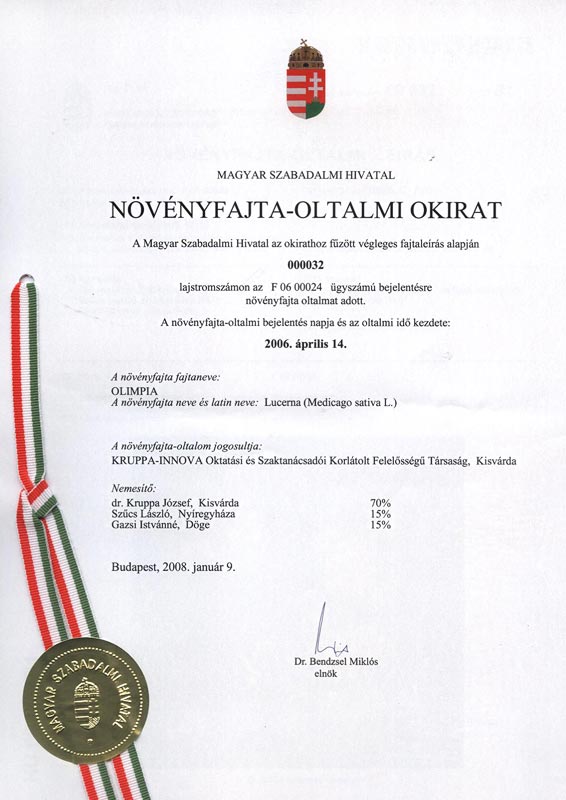 MAGYAR SZABADALMI HIVATAL
NÖVÉNYFAJTA-OLTALMI OKIRAT
A Magyar Szabadalmi Hivatal az okirathoz fűzött végleges fajtaleírás alapján
000032
lajstromszámon az F 06 00024 ügyszámú bejelentésre
növényfajta oltalmat adott.
A növényfajta-oltalmi bejelentés napja és az oltalmi idő kezdete:
2006. április 14.
A növényfajta fajtaneve:
OLIMPIA
A növényfajta neve és latin neve: Lucerna (Medicago sativa L.)
A növényfajta-oltalom jogosultja:
KRUPPA-INNOVA Oktatási és Szaktanácsadói Korlátolt Felelősségű Társaság, Kisvárda
Nemesítő:
dr. Kruppa József, Kisvárda 70%
Szűcs László, Nyíregyháza 15%
Gazsi Istvánné, Döge 15%
Budapest, 2008. január 9.
Dr. Bendzsel Miklós
elnök
MAGYAR SZABADALMI HIVATAL